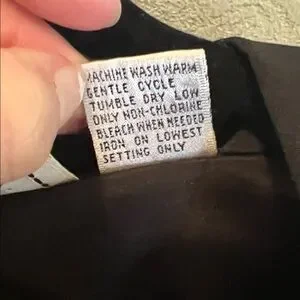 MACHINE WASH WARM
GENTLE CYCLE
TUMBLE DRY LOW
ONLY NON-CHLORINE
BLEACH WHEN NEEDED
IRON ON LOWEST
SETTING ONLY